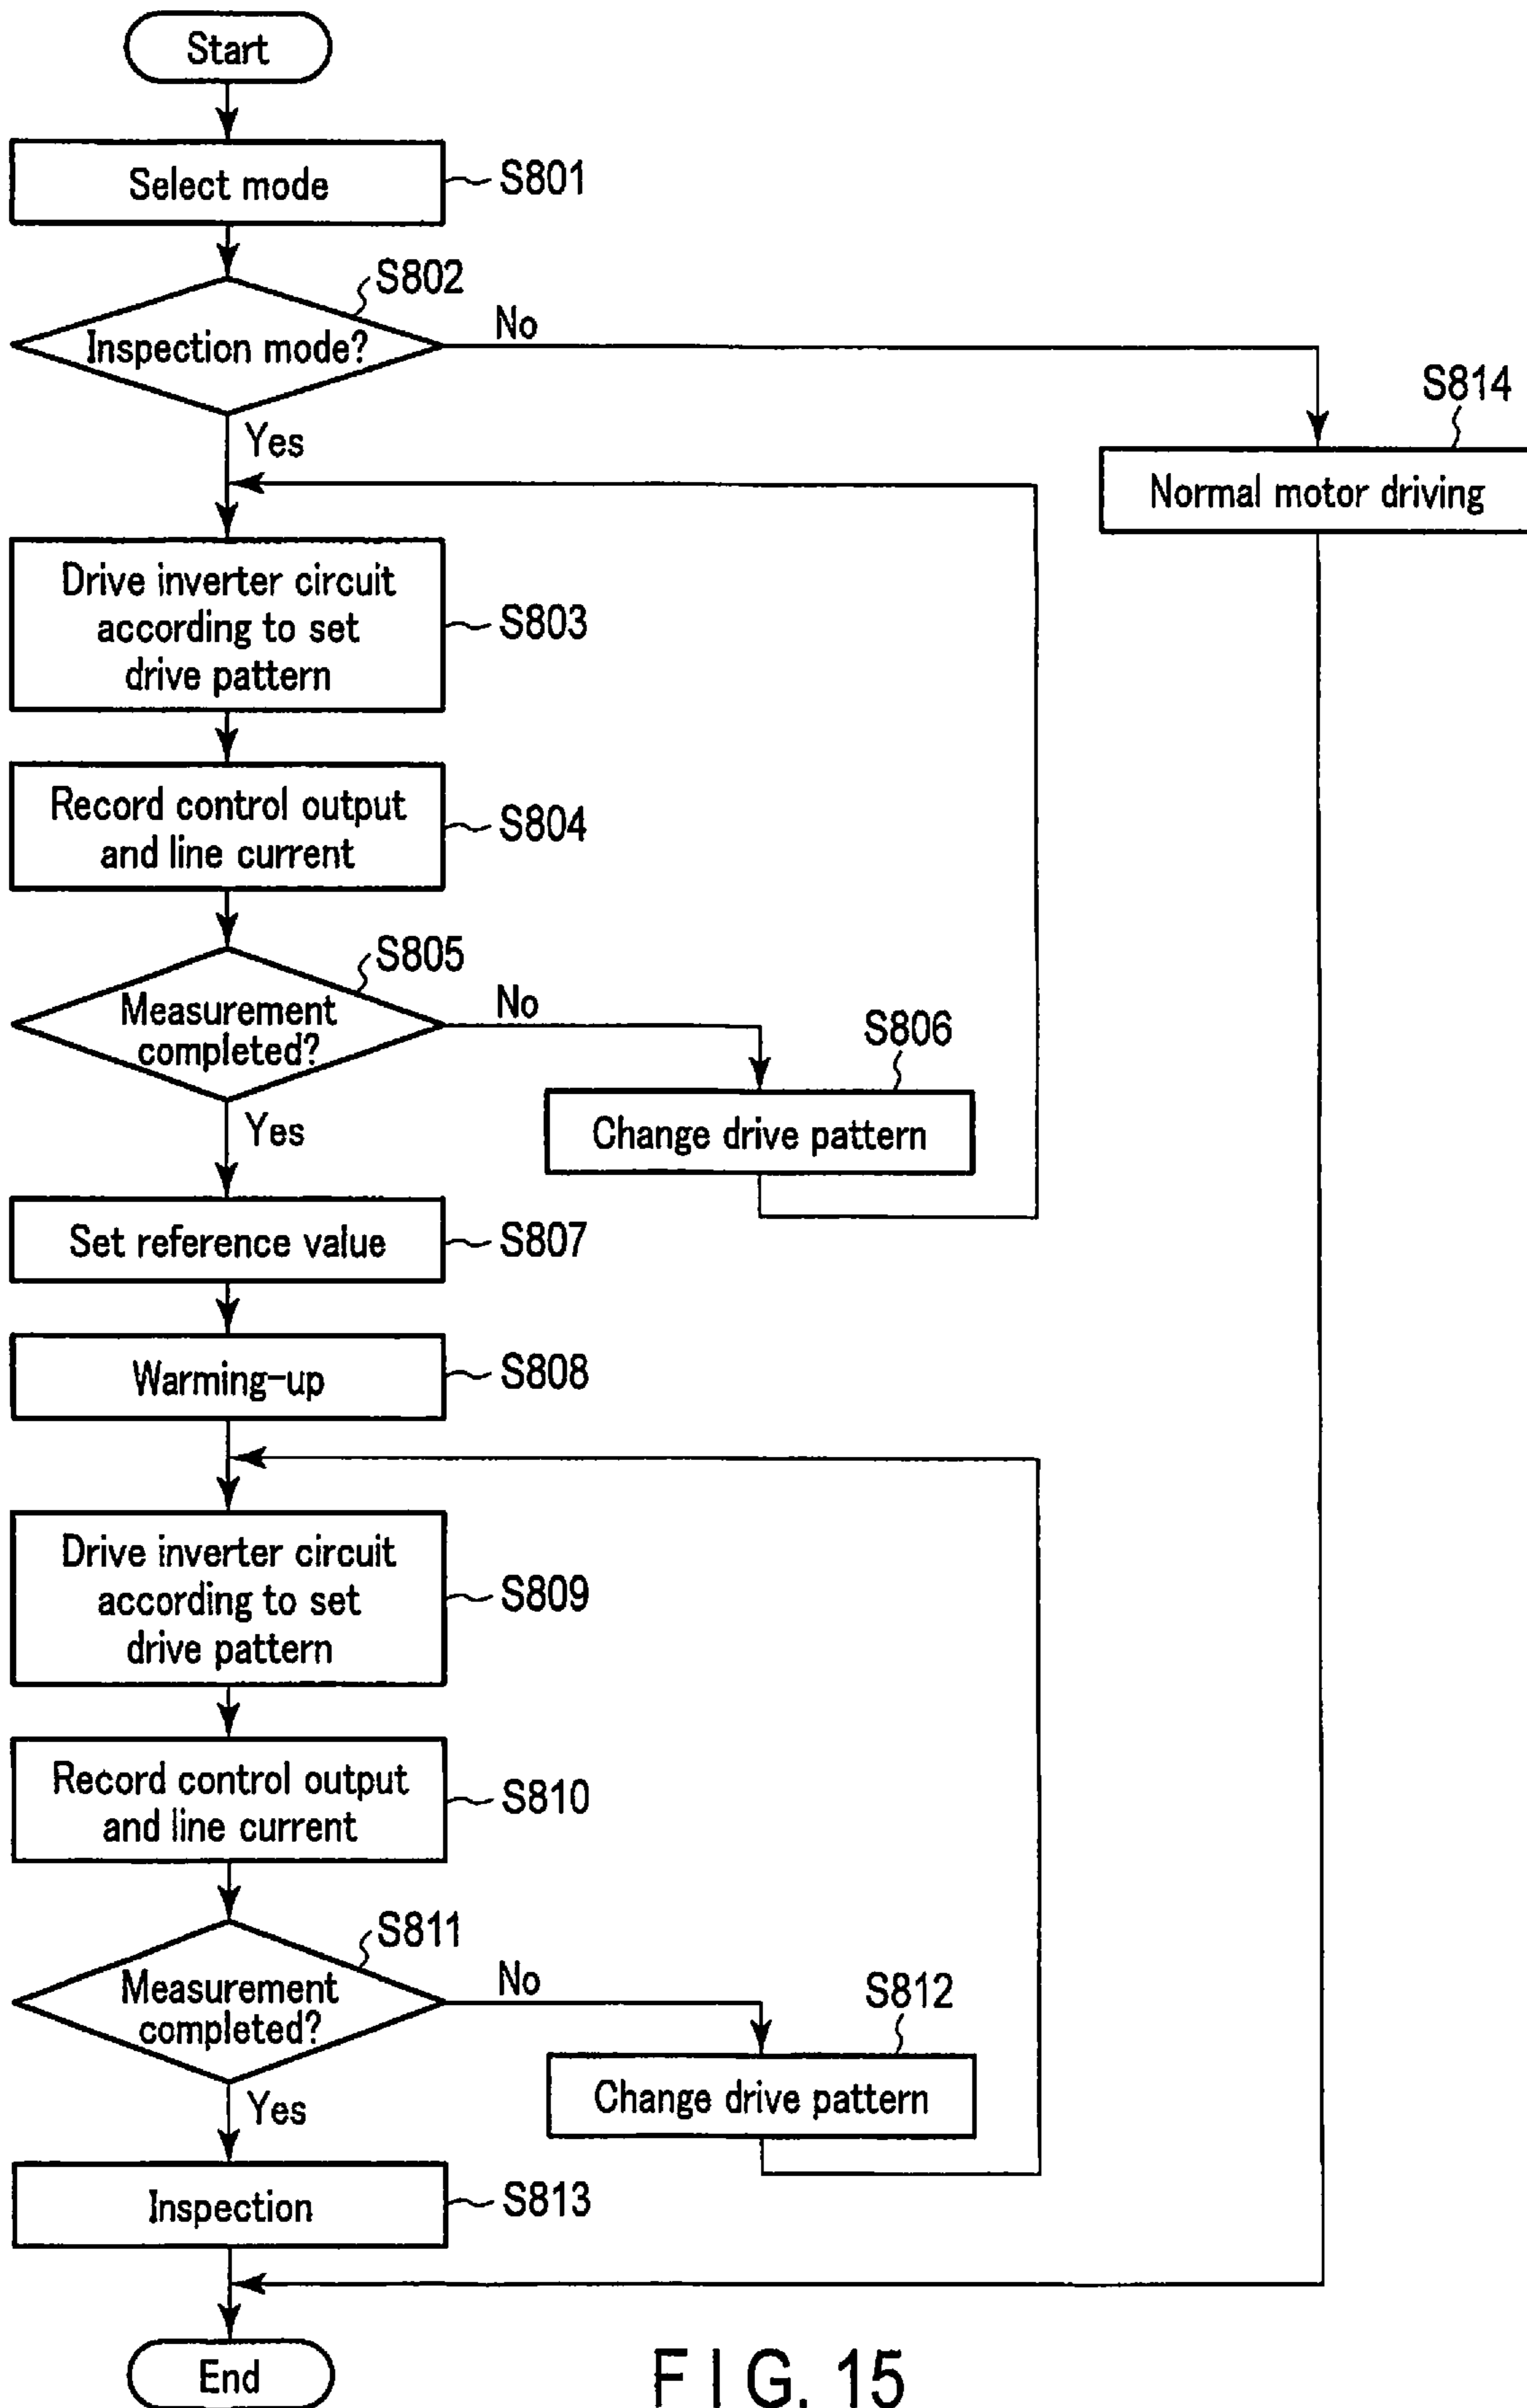 Start
Select mode
S801
S802
Inspection mode?
No
Yes
S814
Normal motor driving
Drive inverter circuit
according to set
drive pattern
S803
Record control output
and line current
S804
S805
Measurement
completed?
No
Yes
S806
Change drive pattern
Set reference value
S807
Warming-up
S808
Drive inverter circuit
according to set
drive pattern
S809
Record control output
and line current
S810
S811
Measurement
completed?
No
Yes
S812
Change drive pattern
Inspection
S813
End
FIG. 15